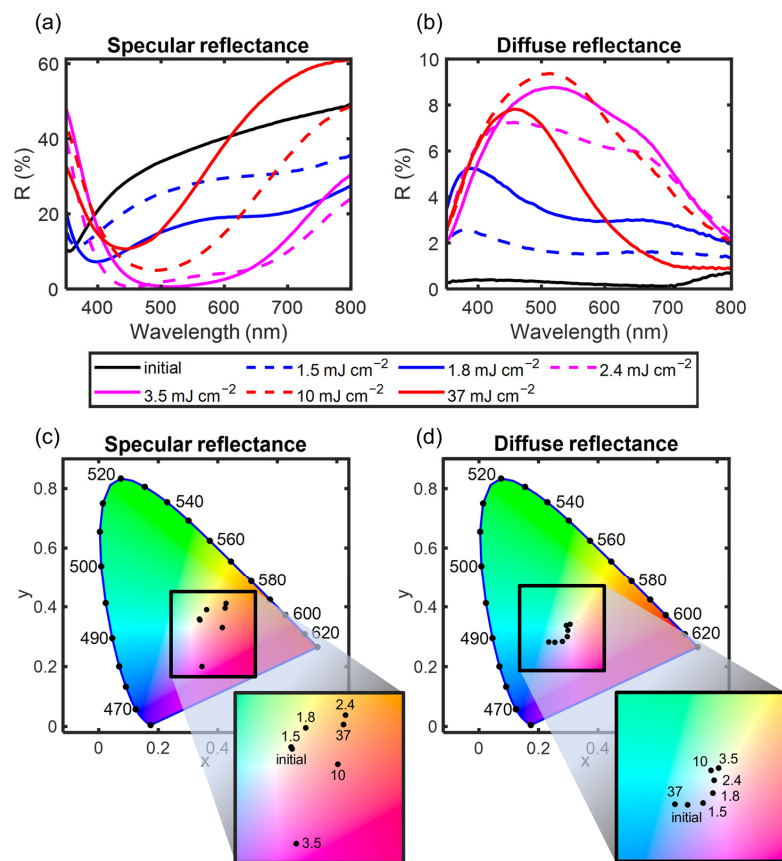 (a)
Specular reflectance
60
40
20
0
R (%)
400 500 600 700 800
Wavelength (nm)
(b)
Diffuse reflectance
10
8
6
4
2
0
R (%)
400 500 600 700 800
Wavelength (nm)
initial 1.5 mJ cm⁻² 1.8 mJ cm⁻² 2.4 mJ cm⁻²
3.5 mJ cm⁻² 10 mJ cm⁻² 37 mJ cm⁻²
(c)
Specular reflectance
0.8
0.6
0.4
0.2
0
y
520
540
560
500
580
600
490
620
470
0 0.2 0.4
x
2.4
1.8
37
1.5
initial
10
3.5
(d)
Diffuse reflectance
0.8
0.6
0.4
0.2
0
y
520
540
560
500
580
600
490
620
470
0 0.2 0.4
x
10 3.5
2.4
37
1.8
1.5
initial